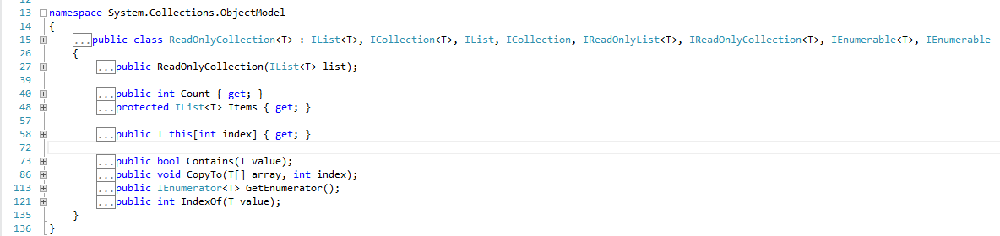 13 namespace System.Collections.ObjectModel
14 {
15 ...public class ReadOnlyCollection<T> : IList<T>, ICollection<T>, IList, ICollection, IReadOnlyList<T>, IReadOnlyCollection<T>, IEnumerable<T>, IEnumerable
26 {
27 ...public ReadOnlyCollection(IList<T> list);
39
40 ...public int Count { get; }
48 ...protected IList<T> Items { get; }
57
58 ...public T this[int index] { get; }
72
73 ...public bool Contains(T value);
86 ...public void CopyTo(T[] array, int index);
113 ...public IEnumerator<T> GetEnumerator();
121 ...public int IndexOf(T value);
135 }
136 }